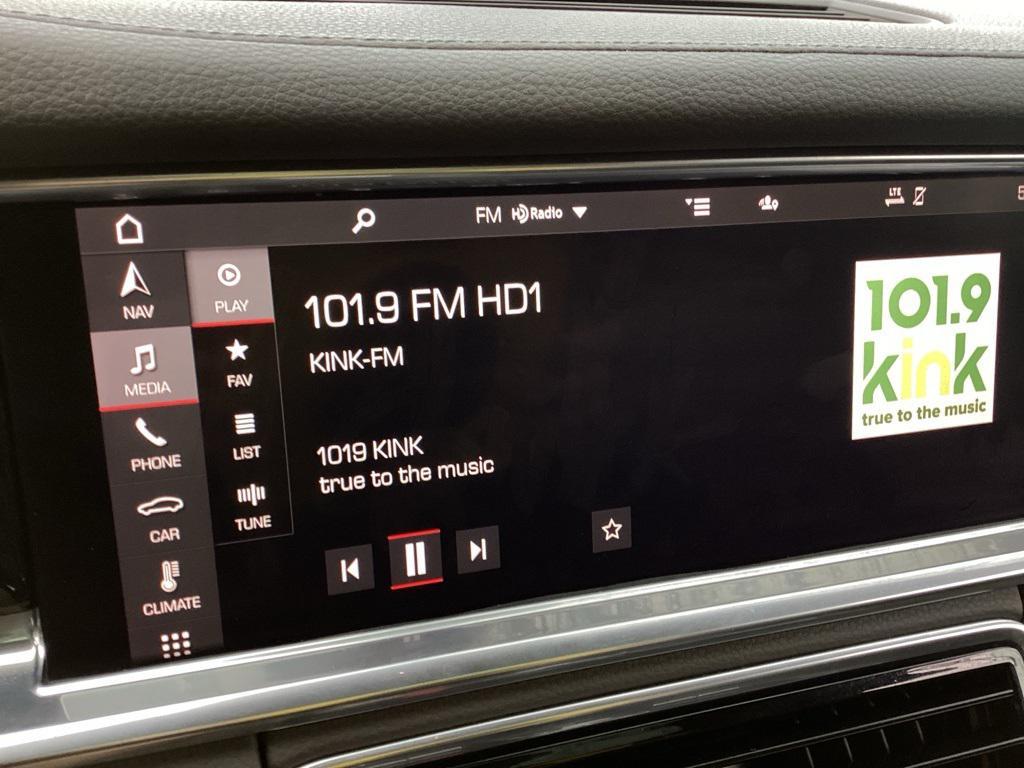 FM HD Radio
LTE
NAV
MEDIA
PHONE
CAR
CLIMATE
PLAY
FAV
LIST
TUNE
101.9 FM HD1
KINK-FM
1019 KINK
true to the music
101.9
kink
true to the music